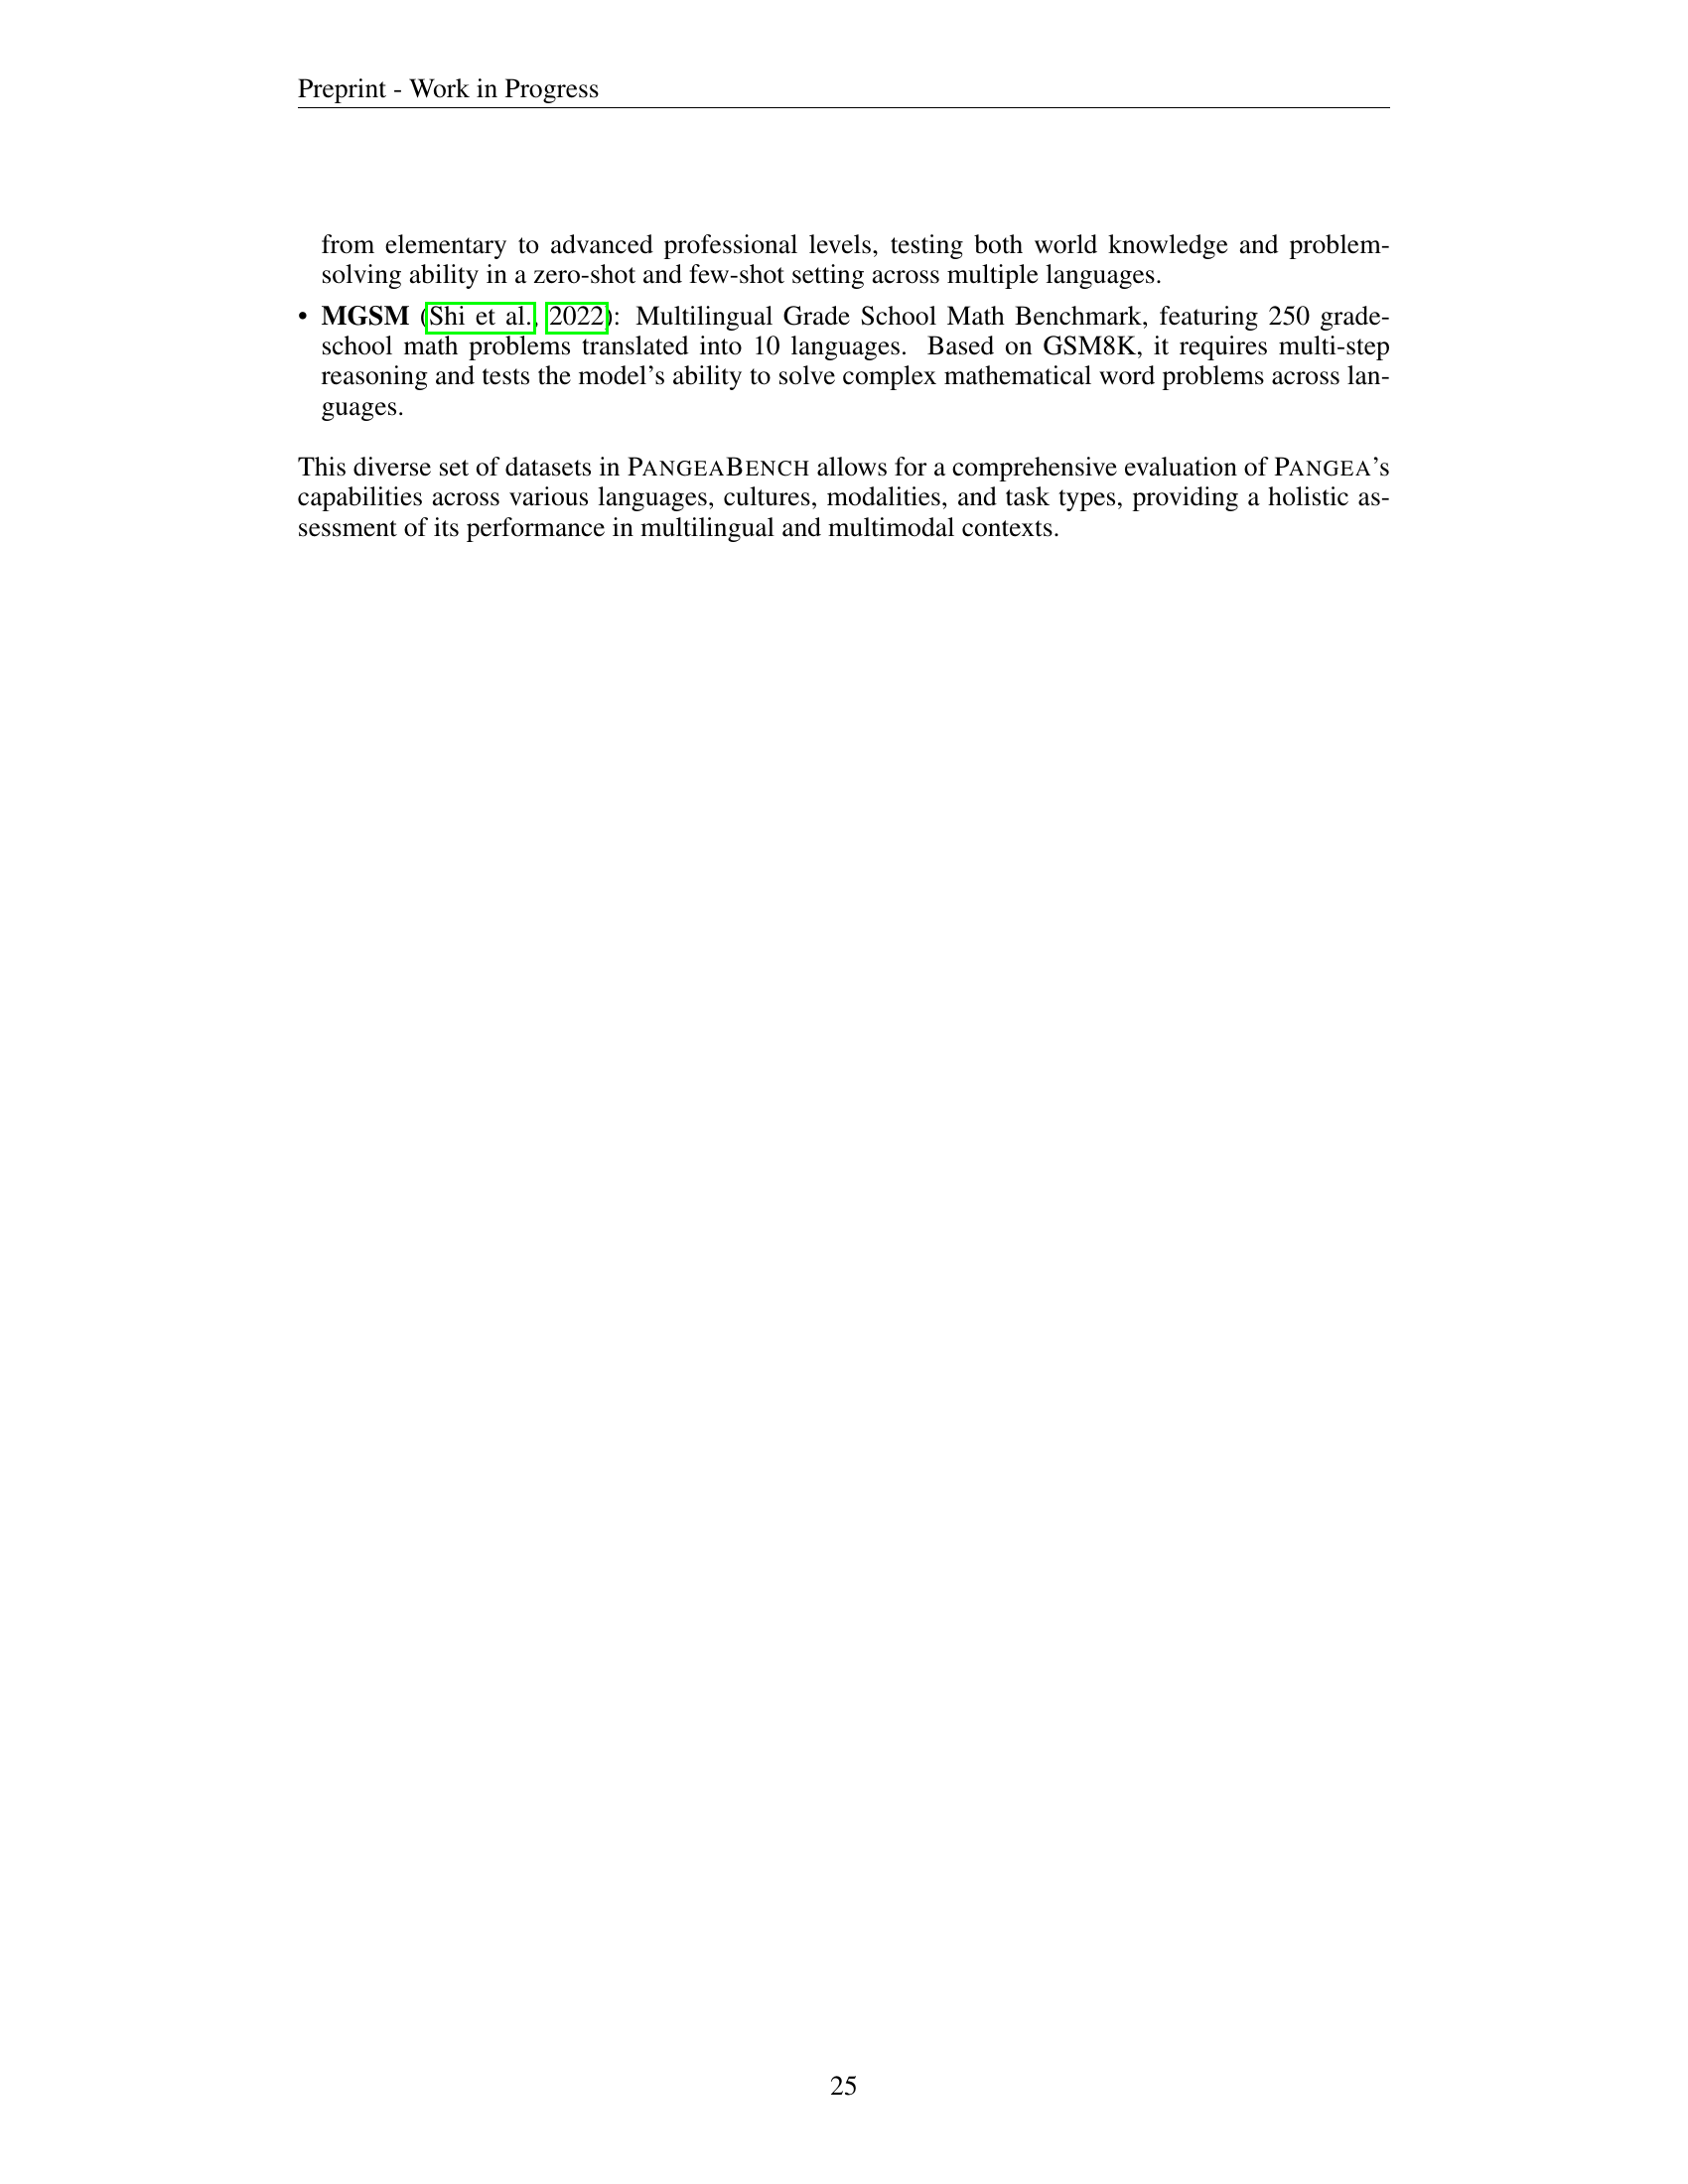 Preprint - Work in Progress
from elementary to advanced professional levels, testing both world knowledge and problem-
solving ability in a zero-shot and few-shot setting across multiple languages.
• MGSM (Shi et al., 2022): Multilingual Grade School Math Benchmark, featuring 250 grade-
school math problems translated into 10 languages. Based on GSM8K, it requires multi-step
reasoning and tests the model's ability to solve complex mathematical word problems across lan-
guages.
This diverse set of datasets in PANGEABENCH allows for a comprehensive evaluation of PANGEA's
capabilities across various languages, cultures, modalities, and task types, providing a holistic as-
sessment of its performance in multilingual and multimodal contexts.
25